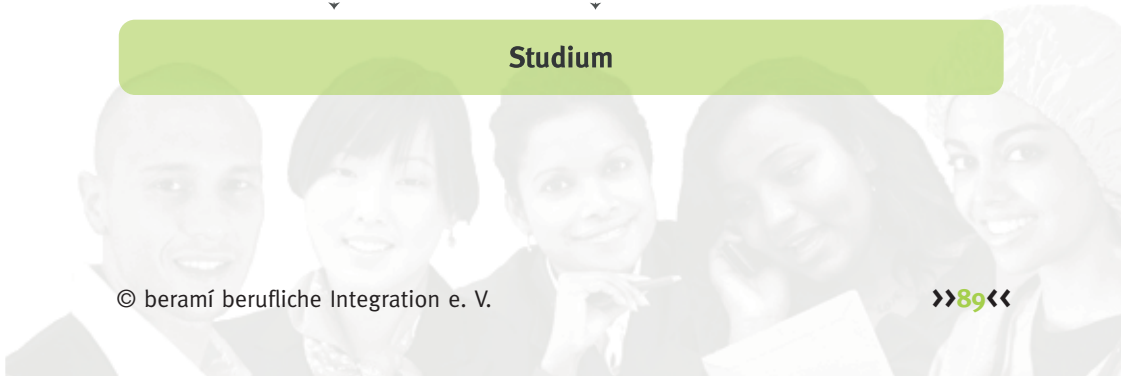 Studium
© beramí berufliche Integration e. V.
››89‹‹